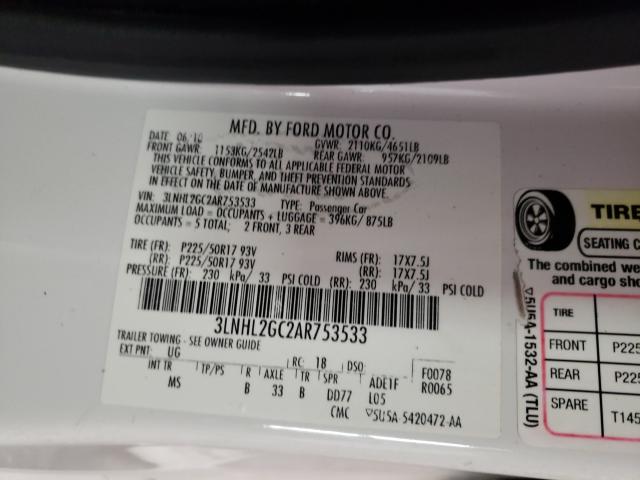 MFD. BY FORD MOTOR CO.
DATE: 06/10 GVWR: 2110KG/4651LB
FRONT GAWR: 1153KG/2542LB REAR GAWR: 957KG/2109LB
THIS VEHICLE CONFORMS TO ALL APPLICABLE FEDERAL MOTOR
VEHICLE SAFETY, BUMPER, AND THEFT PREVENTION STANDARDS
IN EFFECT ON THE DATE OF MANUFACTURE SHOWN ABOVE.
VIN: 3LNHL2GC2AR753533 TYPE: Passenger Car
MAXIMUM LOAD = OCCUPANTS + LUGGAGE = 396KG/875LB
OCCUPANTS = 5 TOTAL; 2 FRONT, 3 REAR
TIRE (FR): P225/50R17 93V RIMS (FR): 17X7.5J
(RR): P225/50R17 93V (RR): 17X7.5J
PRESSURE (FR): 230 kPa/33 PSI COLD (RR): 230 kPa/33 PSI COLD
3LNHL2GC2AR753533
TRAILER TOWING - SEE OWNER GUIDE
EXT PNT: UG RC: 18 DSO: F0078
INT TR TP/PS R AXLE TR SPR ADE1F R0065
MS B 33 B DD77 L05
CMC ▽5U5A-5420472-AA
TIRE
SEATING
The combined
and cargo
TIRE
FRONT P225
REAR P225
SPARE T145
▽5U54-1532-AA (TLU)